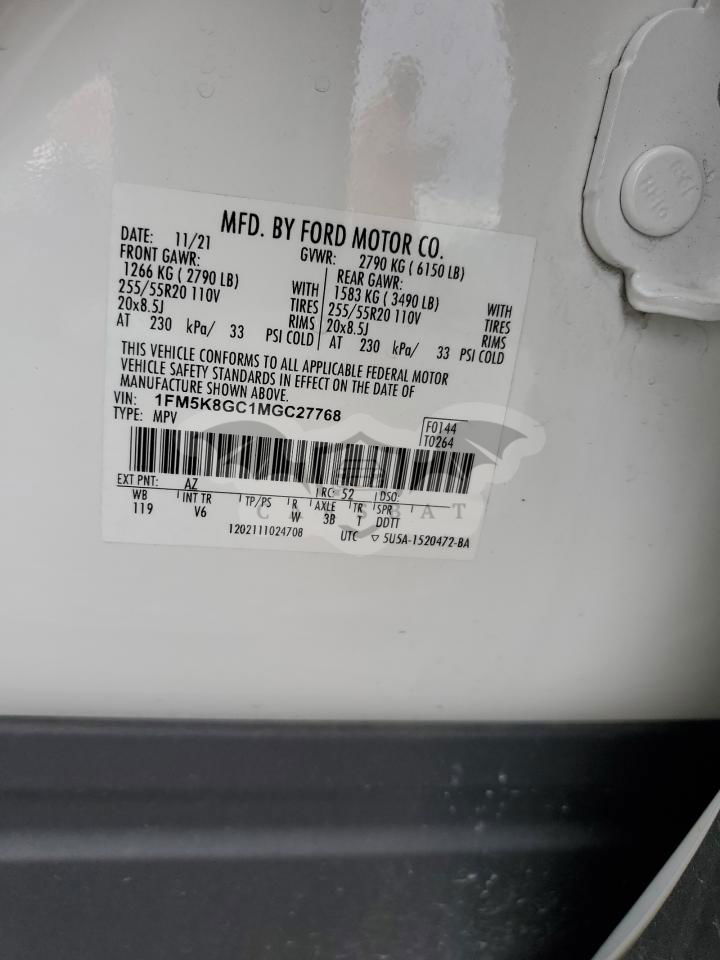 MFD. BY FORD MOTOR CO.
DATE: 11/21 GVWR: 2790 KG ( 6150 LB)
FRONT GAWR: REAR GAWR:
1266 KG ( 2790 LB) WITH 1583 KG ( 3490 LB) WITH
255/55R20 110V TIRES 255/55R20 110V TIRES
20x8.5J RIMS 20x8.5J RIMS
AT 230 kPa/ 33 PSI COLD AT 230 kPa/ 33 PSI COLD
THIS VEHICLE CONFORMS TO ALL APPLICABLE FEDERAL MOTOR
VEHICLE SAFETY STANDARDS IN EFFECT ON THE DATE OF
MANUFACTURE SHOWN ABOVE.
VIN: 1FM5K8GC1MGC27768
TYPE: MPV
F0144
T0264
EXT PNT: AZ RC: 52 DSO:
WB INT TR TP/PS R AXLE TR SPR
119 V6 W 3B T DDTT
CARSBAT
1202111024708 UTC ▽ 5U5A-1520472-BA